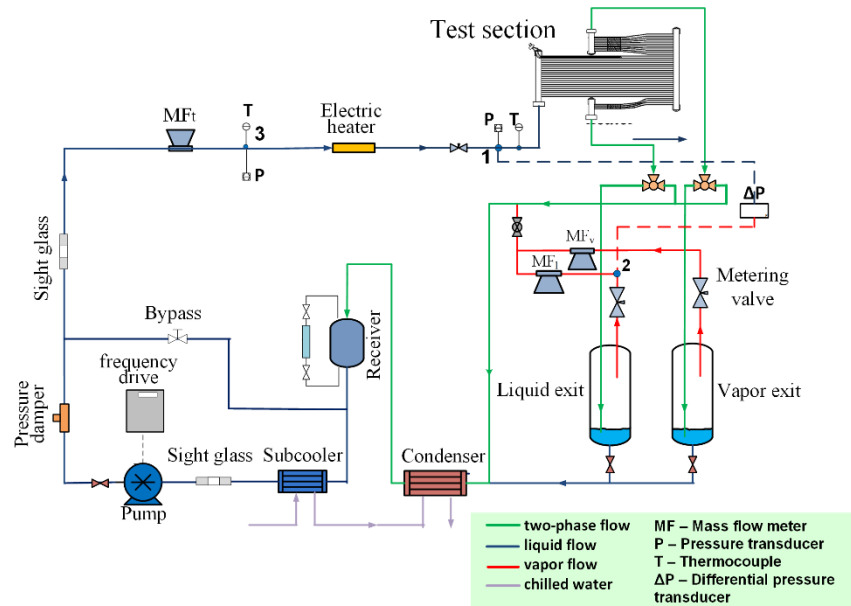 Test section
MFt
T
3
P
Electric
heater
P
T
1
ΔP
MFv
MFl
2
Metering
valve
Sight glass
Bypass
frequency
drive
Receiver
Liquid exit
Vapor exit
Pressure
damper
Sight glass
Subcooler
Condenser
Pump
two-phase flow
liquid flow
vapor flow
chilled water
MF – Mass flow meter
P – Pressure transducer
T – Thermocouple
ΔP – Differential pressure
transducer